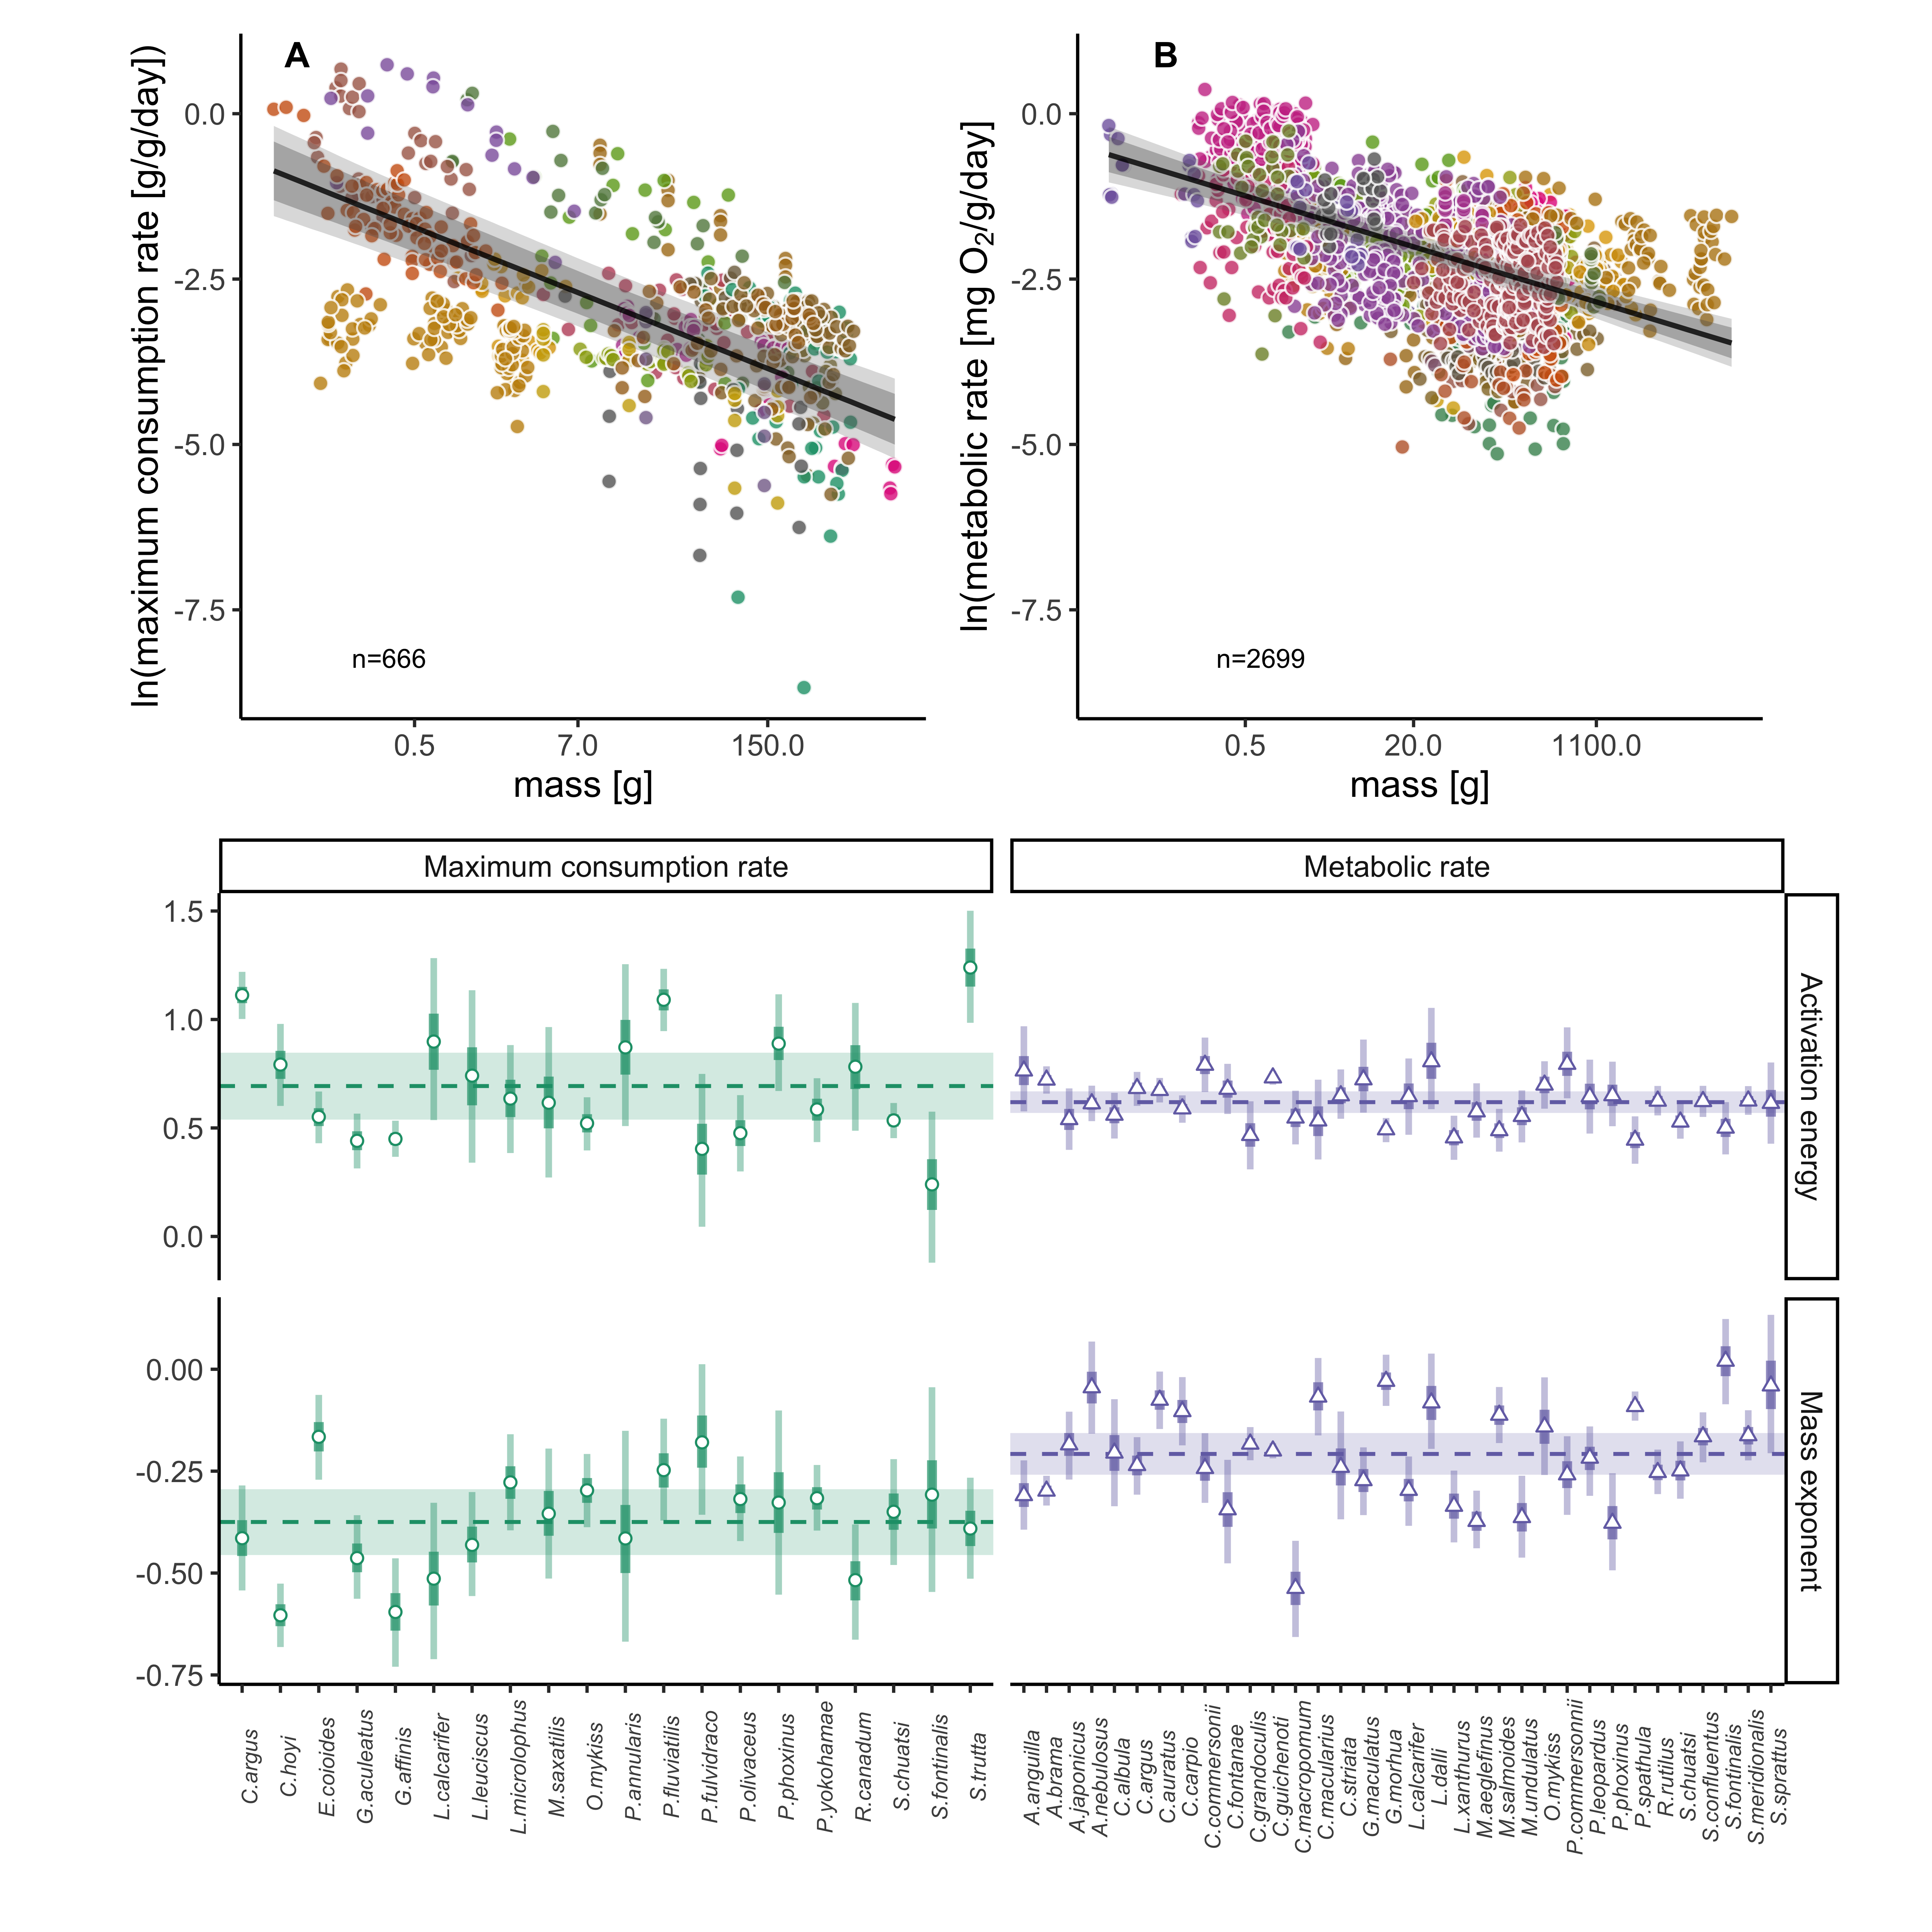 A
B
ln(maximum consumption rate [g/g/day])
0.0
-2.5
-5.0
-7.5
n=666
0.5
7.0
150.0
mass [g]
ln(metabolic rate [mg O₂/g/day]
0.0
-2.5
-5.0
-7.5
n=2699
0.5
20.0
1100.0
mass [g]
Maximum consumption rate
Metabolic rate
1.5
1.0
0.5
0.0
Activation energy
0.00
-0.25
-0.50
-0.75
Mass exponent
C.argus
C.hoyi
E.coioides
G.aculeatus
G.affinis
L.calcarifer
L.leuciscus
L.microlophus
M.saxatilis
O.mykiss
P.annularis
P.fluviatilis
P.fulvidraco
P.olivaceus
P.phoxinus
P.yokohamae
R.canadum
S.chuatsi
S.fontinalis
S.trutta
A.anguilla
A.brama
A.japonicus
A.nebulosus
C.albula
C.argus
C.auratus
C.carpio
C.commersonii
C.fontanae
C.grandoculis
C.guichenoti
C.macropomum
C.macularius
C.striata
G.maculatus
G.morhua
L.calcarifer
L.dalli
L.xanthurus
M.aeglefinus
M.salmoides
M.undulatus
O.mykiss
P.commersonnii
P.leopardus
P.phoxinus
P.spathula
R.rutilus
S.chuatsi
S.confluentus
S.fontinalis
S.meridionalis
S.sprattus